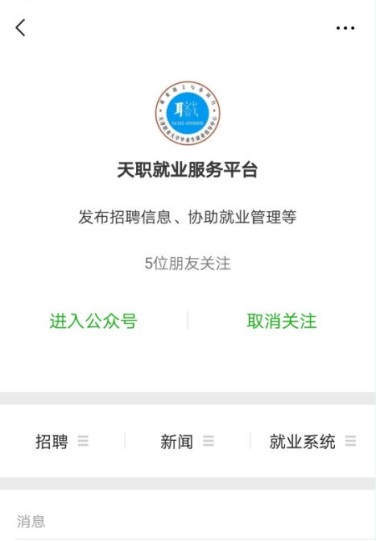 天职就业服务平台
发布招聘信息、协助就业管理等
5位朋友关注
进入公众号
取消关注
招聘
新闻
就业系统
消息